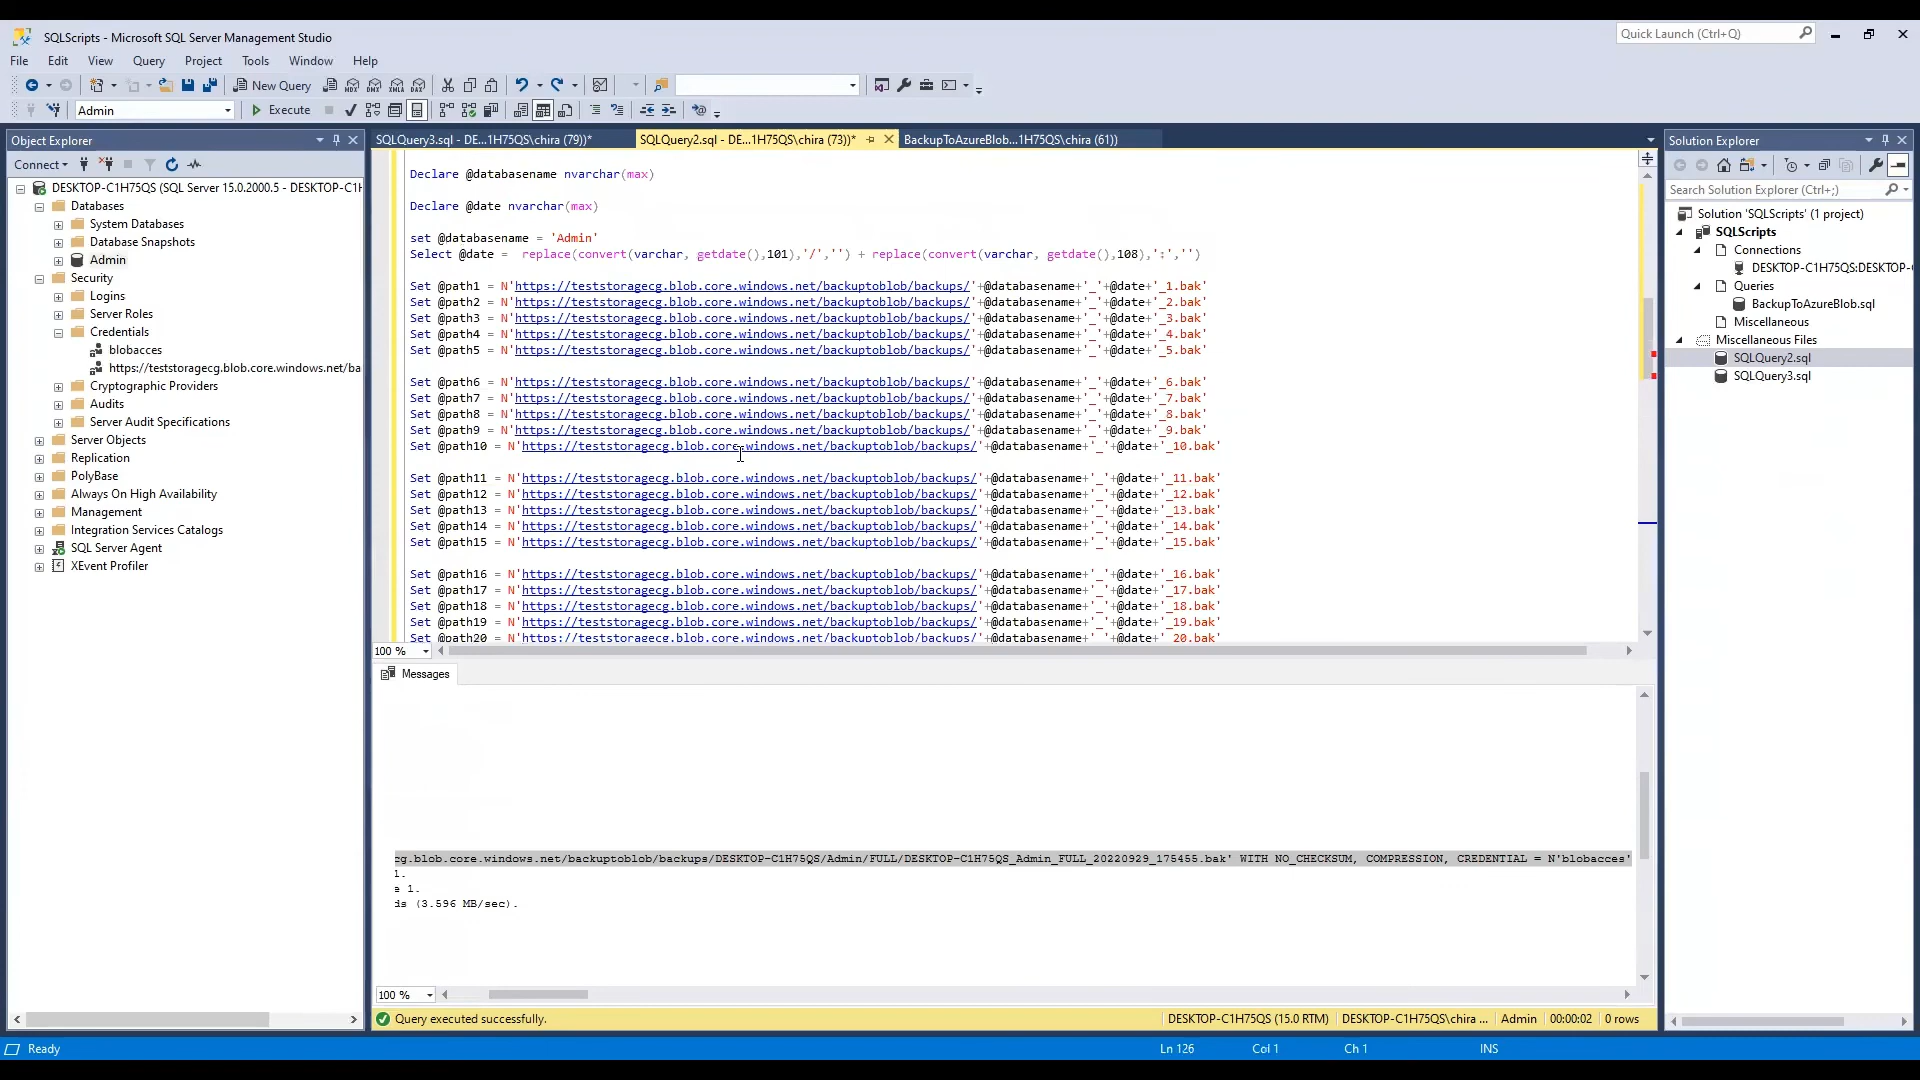 SQLScripts - Microsoft SQL Server Management Studio
Quick Launch (Ctrl+Q)
File Edit View Query Project Tools Window Help
New Query
MDX DMX XMLA DAX
Admin
Execute
Object Explorer
Connect
DESKTOP-C1H75QS (SQL Server 15.0.2000.5 - DESKTOP-C1H
Databases
System Databases
Database Snapshots
Admin
Security
Logins
Server Roles
Credentials
blobacces
https://teststoragecg.blob.core.windows.net/ba
Cryptographic Providers
Audits
Server Audit Specifications
Server Objects
Replication
PolyBase
Always On High Availability
Management
Integration Services Catalogs
SQL Server Agent
XEvent Profiler
SQLQuery3.sql - DE...1H75QS\chira (79))*
SQLQuery2.sql - DE...1H75QS\chira (73))*
BackupToAzureBlob...1H75QS\chira (61))
Declare @databasename nvarchar(max)
Declare @date nvarchar(max)
set @databasename = 'Admin'
Select @date =  replace(convert(varchar, getdate(),101),'/','') + replace(convert(varchar, getdate(),108),':','')
Set @path1 = N'https://teststoragecg.blob.core.windows.net/backuptoblob/backups/'+@databasename+'_'+@date+'_1.bak'
Set @path2 = N'https://teststoragecg.blob.core.windows.net/backuptoblob/backups/'+@databasename+'_'+@date+'_2.bak'
Set @path3 = N'https://teststoragecg.blob.core.windows.net/backuptoblob/backups/'+@databasename+'_'+@date+'_3.bak'
Set @path4 = N'https://teststoragecg.blob.core.windows.net/backuptoblob/backups/'+@databasename+'_'+@date+'_4.bak'
Set @path5 = N'https://teststoragecg.blob.core.windows.net/backuptoblob/backups/'+@databasename+'_'+@date+'_5.bak'
Set @path6 = N'https://teststoragecg.blob.core.windows.net/backuptoblob/backups/'+@databasename+'_'+@date+'_6.bak'
Set @path7 = N'https://teststoragecg.blob.core.windows.net/backuptoblob/backups/'+@databasename+'_'+@date+'_7.bak'
Set @path8 = N'https://teststoragecg.blob.core.windows.net/backuptoblob/backups/'+@databasename+'_'+@date+'_8.bak'
Set @path9 = N'https://teststoragecg.blob.core.windows.net/backuptoblob/backups/'+@databasename+'_'+@date+'_9.bak'
Set @path10 = N'https://teststoragecg.blob.core.windows.net/backuptoblob/backups/'+@databasename+'_'+@date+'_10.bak'
Set @path11 = N'https://teststoragecg.blob.core.windows.net/backuptoblob/backups/'+@databasename+'_'+@date+'_11.bak'
Set @path12 = N'https://teststoragecg.blob.core.windows.net/backuptoblob/backups/'+@databasename+'_'+@date+'_12.bak'
Set @path13 = N'https://teststoragecg.blob.core.windows.net/backuptoblob/backups/'+@databasename+'_'+@date+'_13.bak'
Set @path14 = N'https://teststoragecg.blob.core.windows.net/backuptoblob/backups/'+@databasename+'_'+@date+'_14.bak'
Set @path15 = N'https://teststoragecg.blob.core.windows.net/backuptoblob/backups/'+@databasename+'_'+@date+'_15.bak'
Set @path16 = N'https://teststoragecg.blob.core.windows.net/backuptoblob/backups/'+@databasename+'_'+@date+'_16.bak'
Set @path17 = N'https://teststoragecg.blob.core.windows.net/backuptoblob/backups/'+@databasename+'_'+@date+'_17.bak'
Set @path18 = N'https://teststoragecg.blob.core.windows.net/backuptoblob/backups/'+@databasename+'_'+@date+'_18.bak'
Set @path19 = N'https://teststoragecg.blob.core.windows.net/backuptoblob/backups/'+@databasename+'_'+@date+'_19.bak'
Set @path20 = N'https://teststoragecg.blob.core.windows.net/backuptoblob/backups/'+@databasename+'_'+@date+'_20.bak'
100 %
Messages
cg.blob.core.windows.net/backuptoblob/backups/DESKTOP-C1H75QS/Admin/FULL/DESKTOP-C1H75QS_Admin_FULL_20220929_175455.bak' WITH NO_CHECKSUM, COMPRESSION, CREDENTIAL = N'blobacces'
1.
e 1.
ds (3.596 MB/sec).
100 %
Query executed successfully.
DESKTOP-C1H75QS (15.0 RTM) DESKTOP-C1H75QS\chira ... Admin 00:00:02 0 rows
Solution Explorer
Search Solution Explorer (Ctrl+;)
Solution 'SQLScripts' (1 project)
SQLScripts
Connections
DESKTOP-C1H75QS:DESKTOP-
Queries
BackupToAzureBlob.sql
Miscellaneous
Miscellaneous Files
SQLQuery2.sql
SQLQuery3.sql
Ready
Ln 126 Col 1 Ch 1 INS